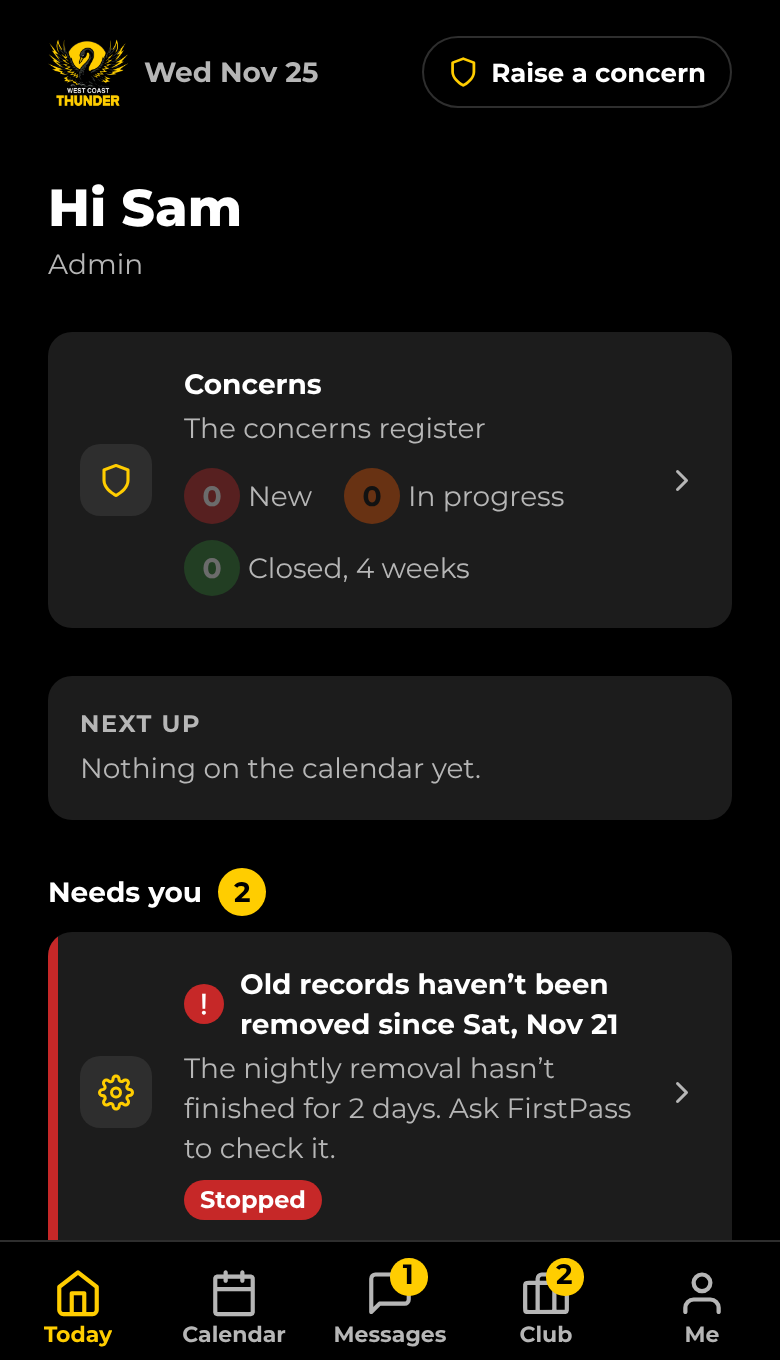 WEST COAST
THUNDER
Wed Nov 25
Raise a concern
Hi Sam
Admin
Concerns
The concerns register
0 New 0 In progress
0 Closed, 4 weeks
NEXT UP
Nothing on the calendar yet.
Needs you 2
! Old records haven’t been
removed since Sat, Nov 21
The nightly removal hasn’t
finished for 2 days. Ask FirstPass
to check it.
Stopped
1 2
Today Calendar Messages Club Me